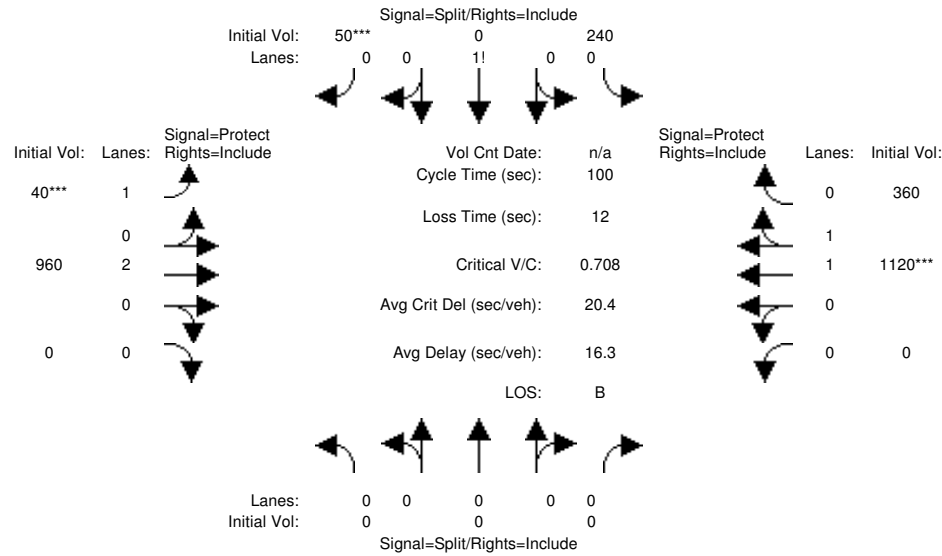 Signal=Split/Rights=Include
Initial Vol: 50*** 0 240
Lanes: 0 0 1! 0 0
Signal=Protect
Initial Vol: Lanes: Rights=Include
Vol Cnt Date: n/a
Signal=Protect
Rights=Include Lanes: Initial Vol:
Cycle Time (sec): 100
40*** 1
0 360
Loss Time (sec): 12
0
1
960 2
Critical V/C: 0.708
1 1120***
0
Avg Crit Del (sec/veh): 20.4
0
0 0
Avg Delay (sec/veh): 16.3
0 0
LOS: B
Lanes: 0 0 0 0 0
Initial Vol: 0 0 0
Signal=Split/Rights=Include